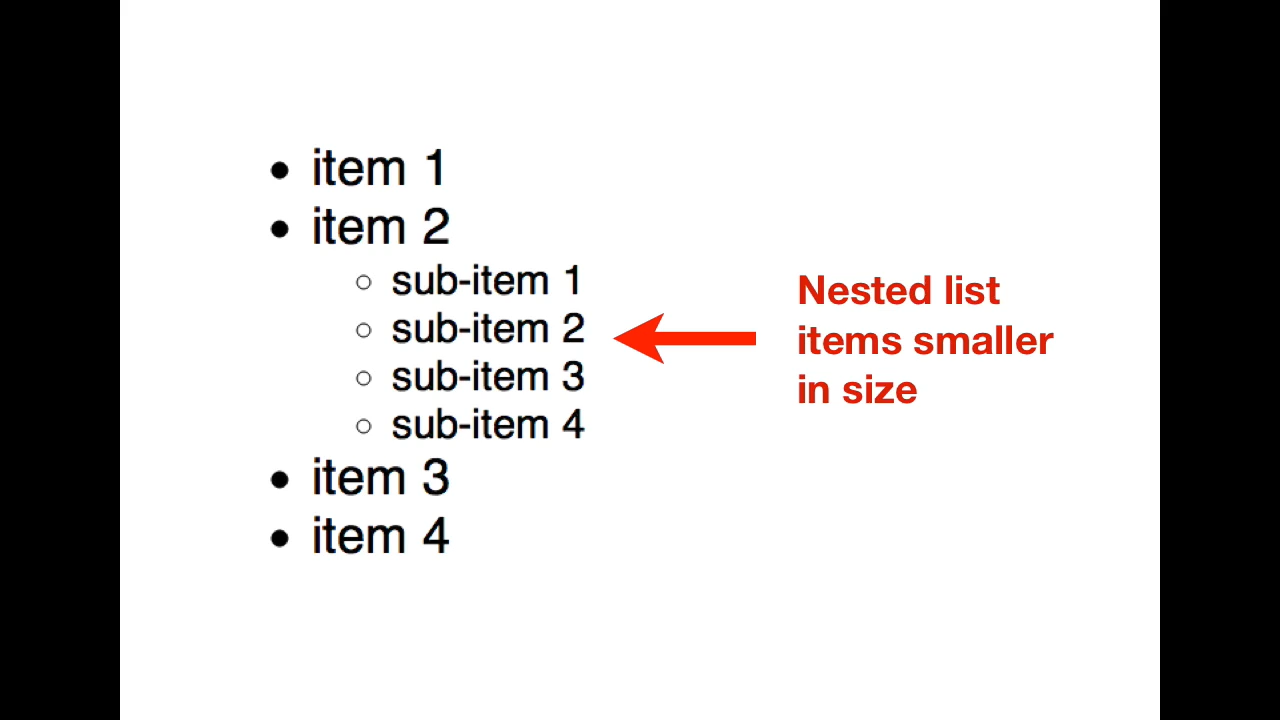 • item 1
• item 2
◦ sub-item 1
◦ sub-item 2
◦ sub-item 3
◦ sub-item 4
• item 3
• item 4
Nested list
items smaller
in size